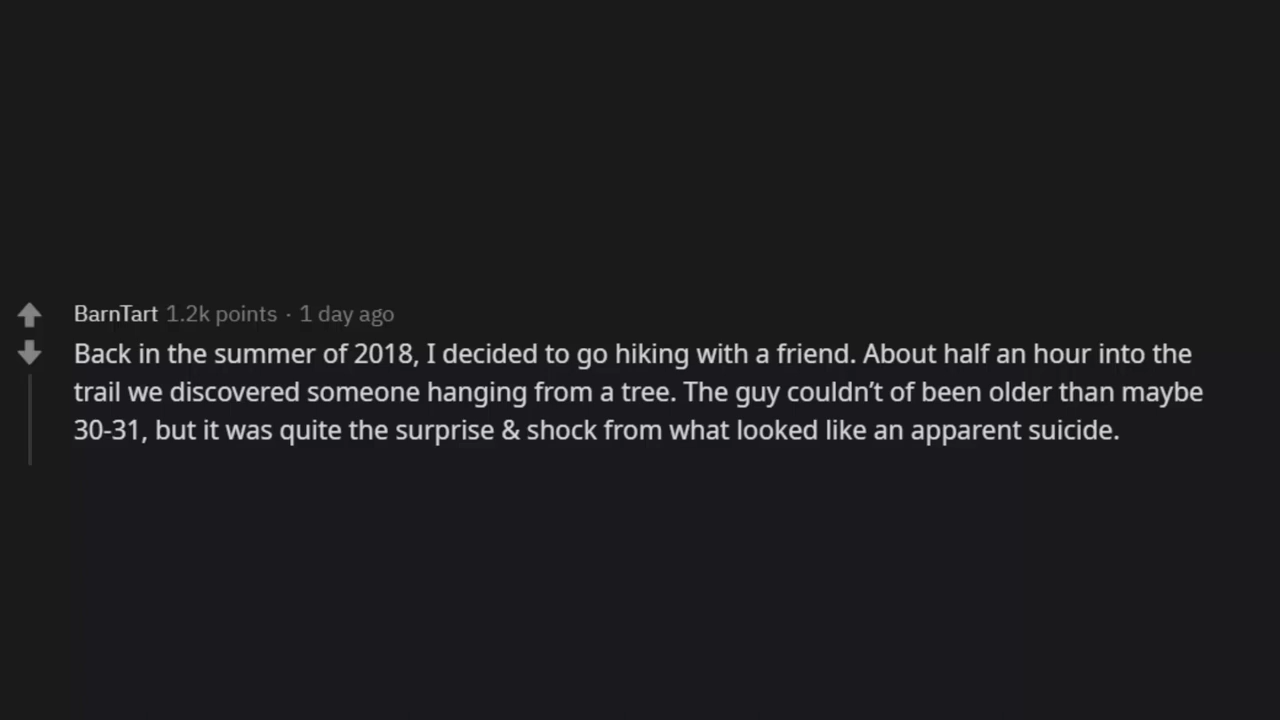 BarnTart 1.2k points · 1 day ago
Back in the summer of 2018, I decided to go hiking with a friend. About half an hour into the
trail we discovered someone hanging from a tree. The guy couldn’t of been older than maybe
30-31, but it was quite the surprise & shock from what looked like an apparent suicide.